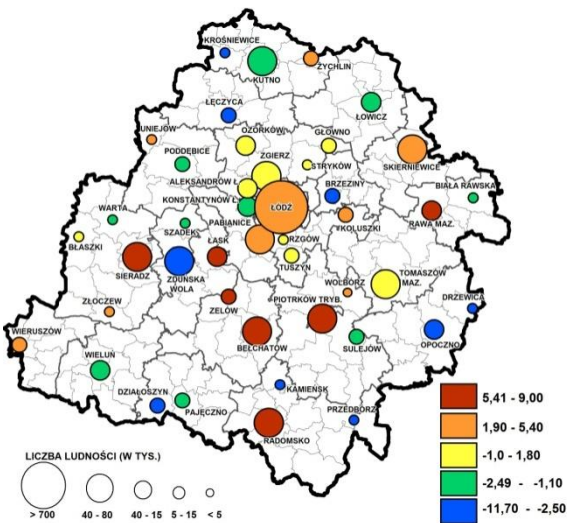 KROŚNIEWICE
ŻYCHLIN
KUTNO
ŁĘCZYCA
ŁOWICZ
UNIEJÓW
OZORKÓW
GŁOWNO
PODDĘBICE
ZGIERZ
STRYKÓW
SKIERNIEWICE
ALEKSANDRÓW Ł.
BRZEZINY
BIAŁA RAWSKA
KONSTANTYNÓW Ł.
ŁÓDŹ
WARTA
PABIANICE
RAWA MAZ.
SZADEK
KOLUSZKI
BŁASZKI
ŁASK
RZGÓW
SIERADZ
ZDUŃSKA
WOLA
TUSZYN
TOMASZÓW
MAZ.
WOLBÓRZ
ZŁOCZEW
ZELÓW
PIOTRKÓW TRYB.
DRZEWICA
WIERUSZÓW
BEŁCHATÓW
SULEJÓW
OPOCZNO
WIELUŃ
DZIAŁOSZYN
PAJĘCZNO
KAMIEŃSK
PRZEDBÓRZ
RADOMSKO
5,41 - 9,00
1,90 - 5,40
-1,0 - 1,80
-2,49 - -1,10
-11,70 - -2,50
LICZBA LUDNOŚCI (W TYS.)
> 700 40 - 80 40 - 15 5 - 15 < 5